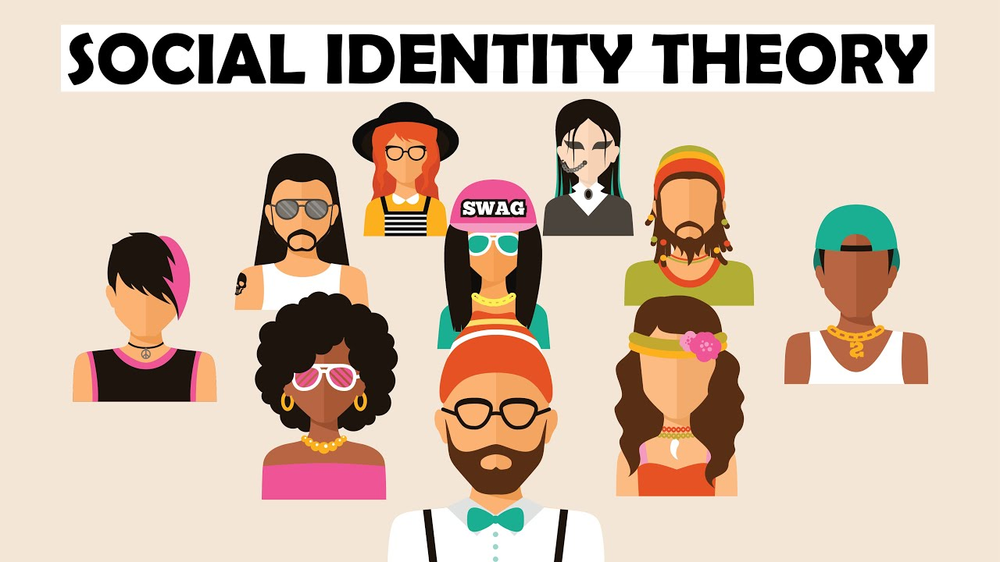 SOCIAL IDENTITY THEORY
SWAG